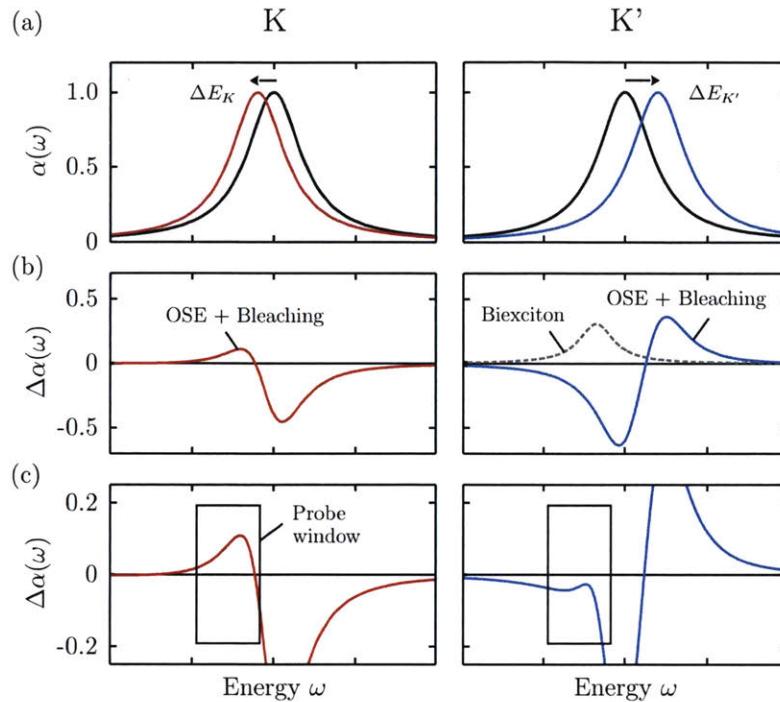 (a)
K
K'
ΔE_K
ΔE_K'
1.0
0.5
0
α(ω)
(b)
0.5
0
-0.5
Δα(ω)
OSE + Bleaching
Biexciton
OSE + Bleaching
(c)
0.2
0
-0.2
Δα(ω)
Probe
window
Energy ω
Energy ω